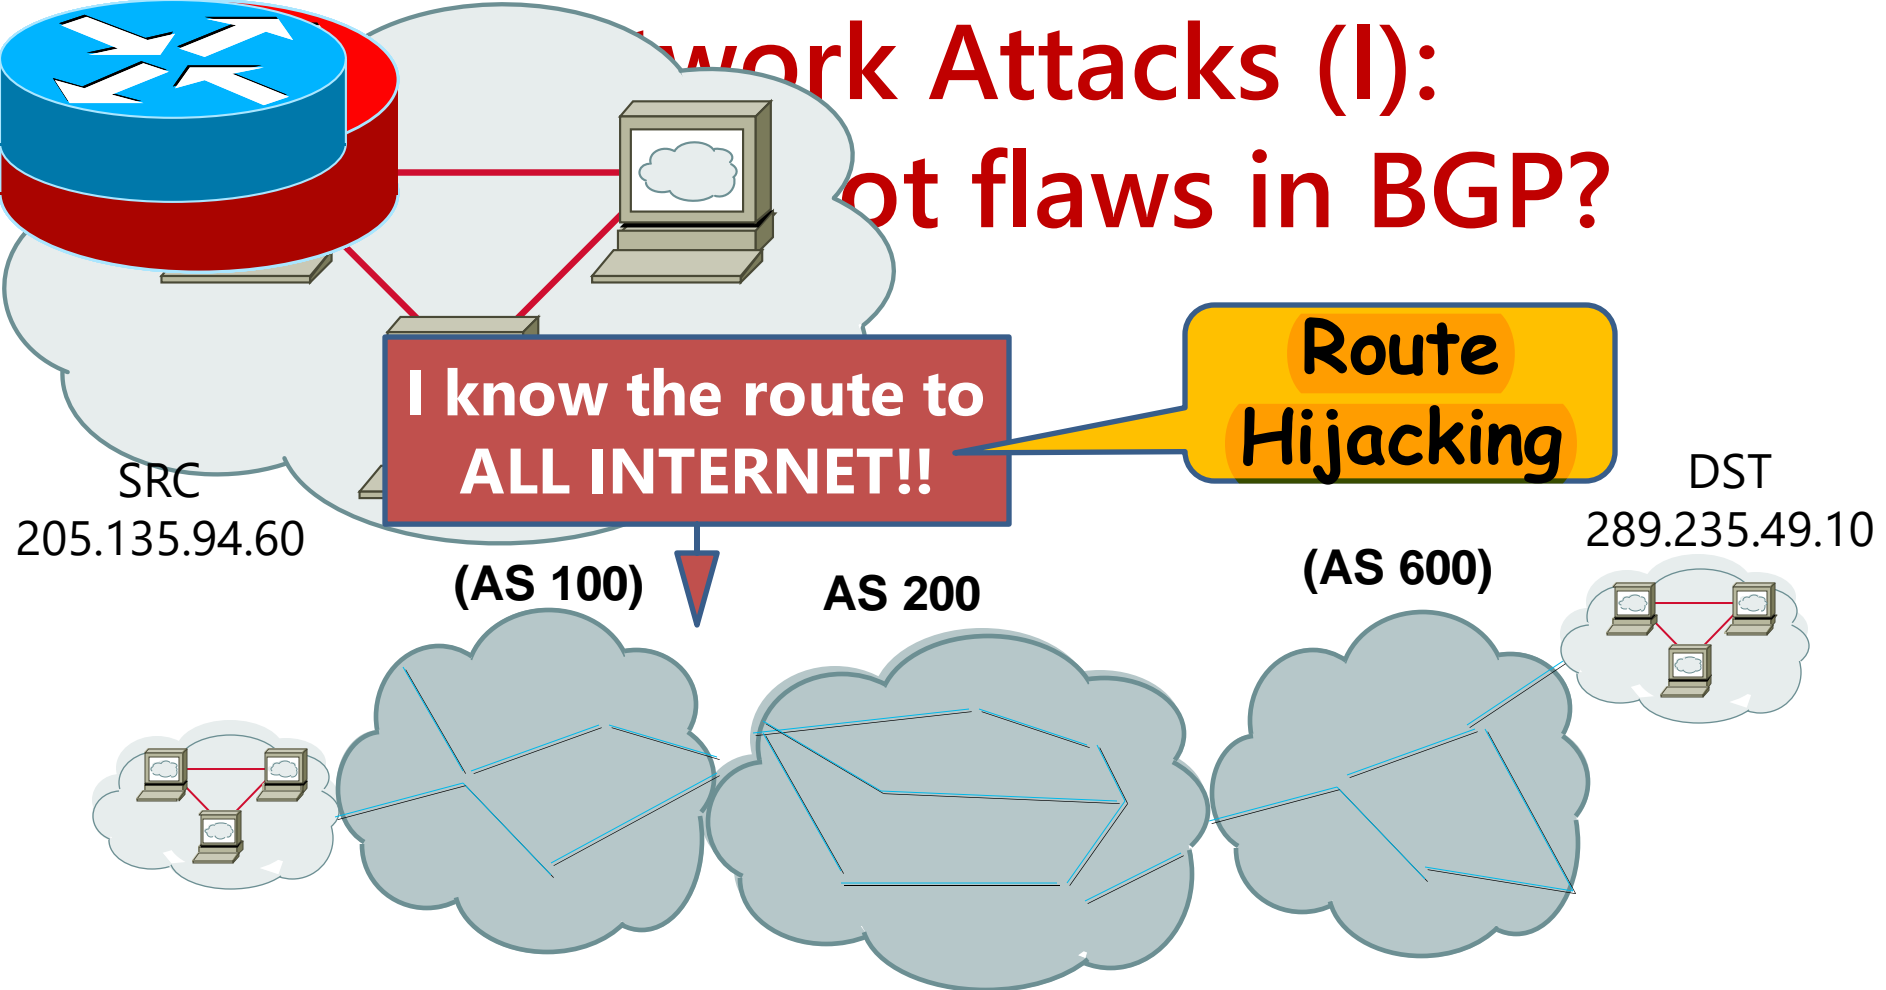 work Attacks (I):
ot flaws in BGP?
Route
Hijacking
I know the route to
ALL INTERNET!!
SRC
205.135.94.60
DST
289.235.49.10
(AS 100)
AS 200
(AS 600)